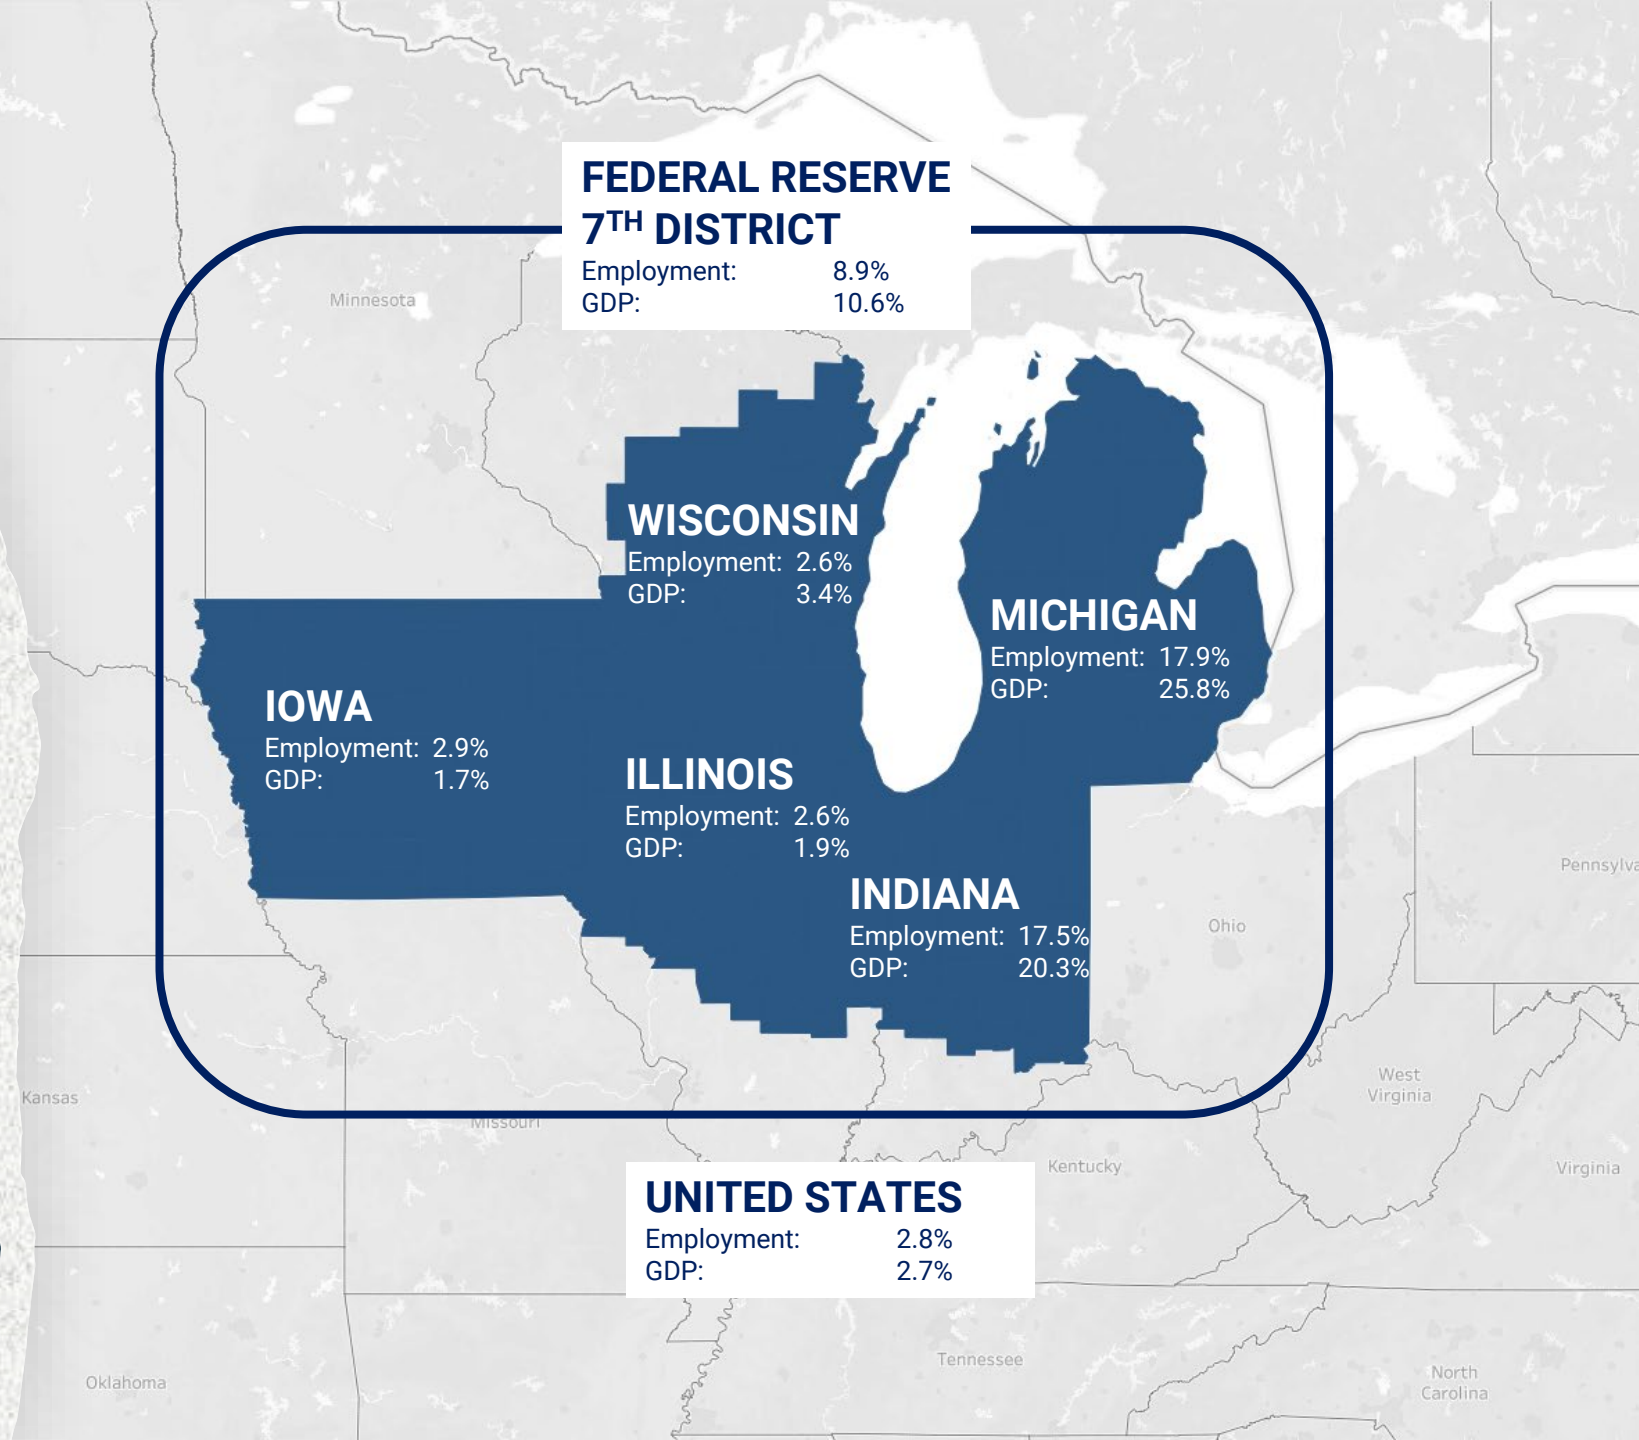 FEDERAL RESERVE
7TH DISTRICT
Employment: 8.9%
GDP: 10.6%
Minnesota
WISCONSIN
Employment: 2.6%
GDP: 3.4%
MICHIGAN
Employment: 17.9%
GDP: 25.8%
IOWA
Employment: 2.9%
GDP: 1.7%
ILLINOIS
Employment: 2.6%
GDP: 1.9%
INDIANA
Employment: 17.5%
GDP: 20.3%
Pennsylva
Ohio
West
Virginia
Kansas
Missouri
Kentucky
Virginia
UNITED STATES
Employment: 2.8%
GDP: 2.7%
Tennessee
Oklahoma
North
Carolina